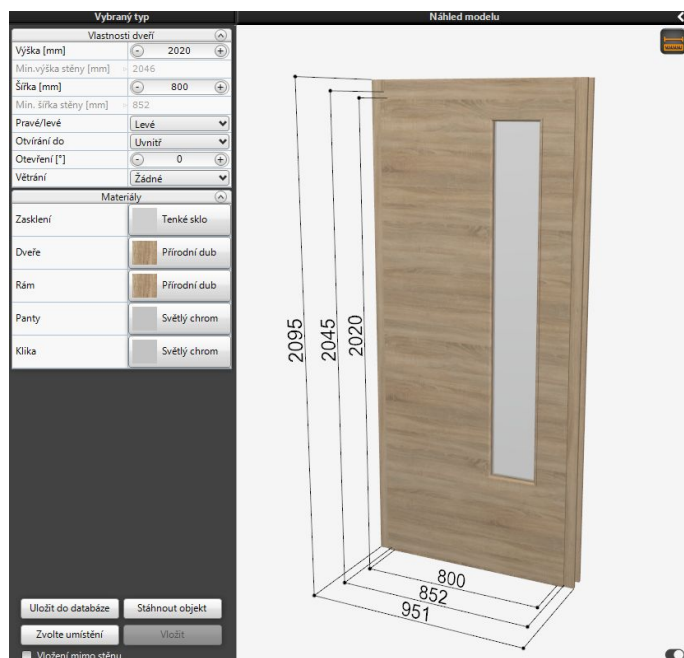 Vybraný typ
Náhled modelu
Vlastnosti dveří
Výška [mm] - 2020 +
Min.výška stěny [mm] 2046
Šířka [mm] - 800 +
Min. šířka stěny [mm] 852
Pravé/levé Levé
Otvírání do Uvnitř
Otevření [°] - 0 +
Větrání Žádné
Materiály
Zasklení Tenké sklo
Dveře Přírodní dub
Rám Přírodní dub
Panty Světlý chrom
Klika Světlý chrom
2095
2045
2020
800
852
951
Uložit do databáze Stáhnout objekt
Zvolte umístění Vložit
Vložení mimo stěnu